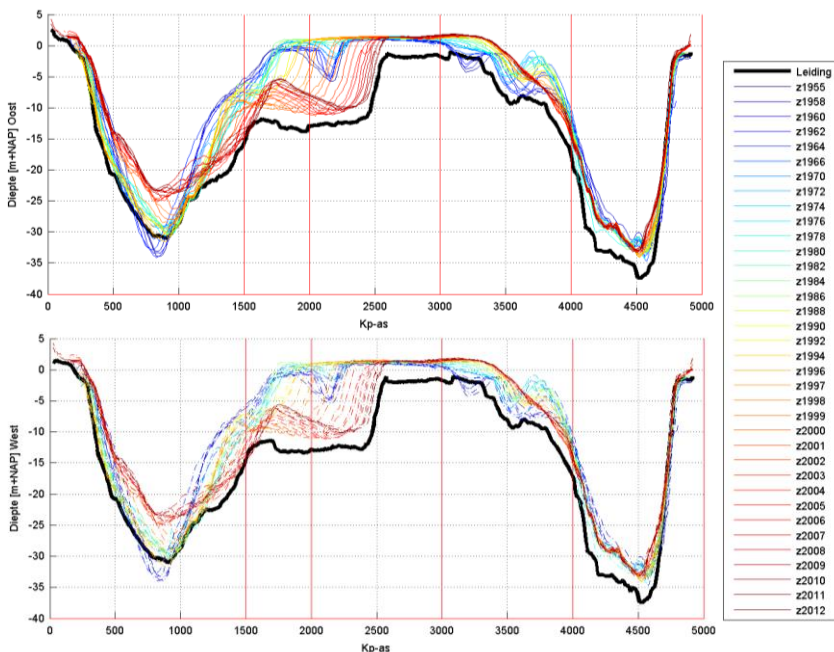 5
0
-5
-10
-15
-20
-25
-30
-35
-40
Diepte [m+NAP] Oost
0 500 1000 1500 2000 2500 3000 3500 4000 4500 5000
Kp-as
5
0
-5
-10
-15
-20
-25
-30
-35
-40
Diepte [m+NAP] West
0 500 1000 1500 2000 2500 3000 3500 4000 4500 5000
Kp-as
Leiding
z1955
z1958
z1960
z1962
z1964
z1966
z1970
z1972
z1974
z1976
z1978
z1980
z1982
z1984
z1986
z1988
z1990
z1992
z1994
z1996
z1997
z1998
z1999
z2000
z2001
z2002
z2003
z2004
z2005
z2006
z2007
z2008
z2009
z2010
z2011
z2012